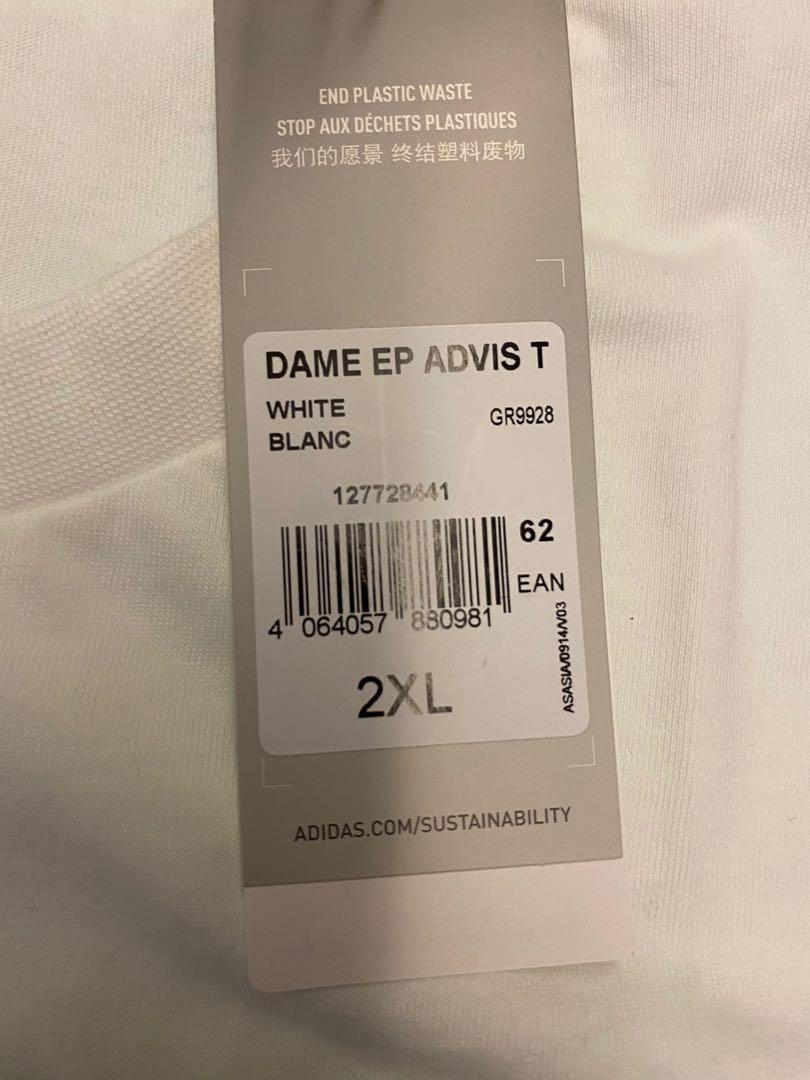 END PLASTIC WASTE
STOP AUX DÉCHETS PLASTIQUES
我们的愿景 终结塑料废物
DAME EP ADVIS T
WHITE GR9928
BLANC
127728441
62
EAN
4 064057 880981
ASASIA/0914/V03
2XL
ADIDAS.COM/SUSTAINABILITY